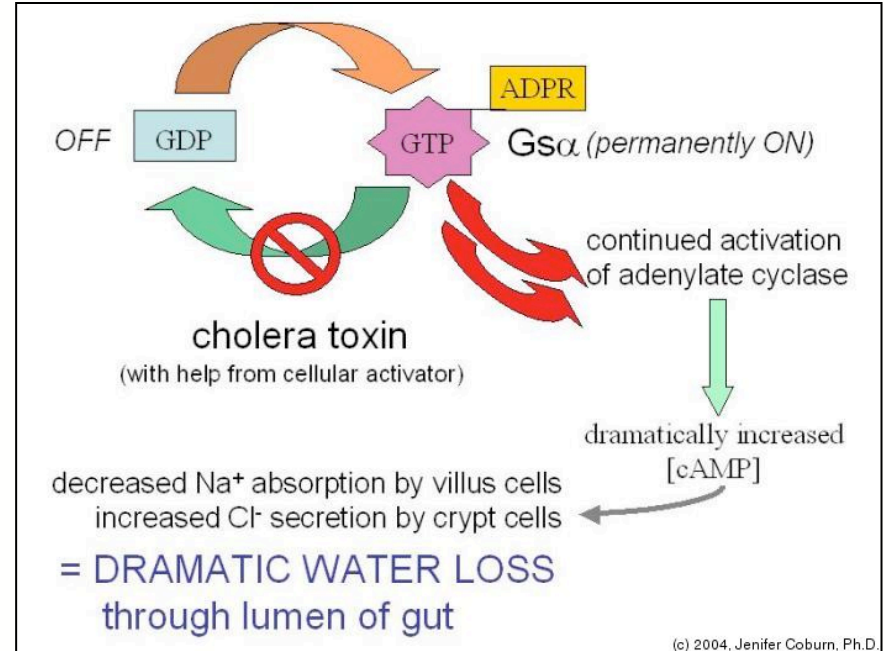 ADPR
OFF
GDP
GTP
Gsα (permanently ON)
continued activation
of adenylate cyclase
cholera toxin
(with help from cellular activator)
dramatically increased
[cAMP]
decreased Na⁺ absorption by villus cells
increased Cl⁻ secretion by crypt cells
= DRAMATIC WATER LOSS
through lumen of gut
(c) 2004, Jenifer Coburn, Ph.D.